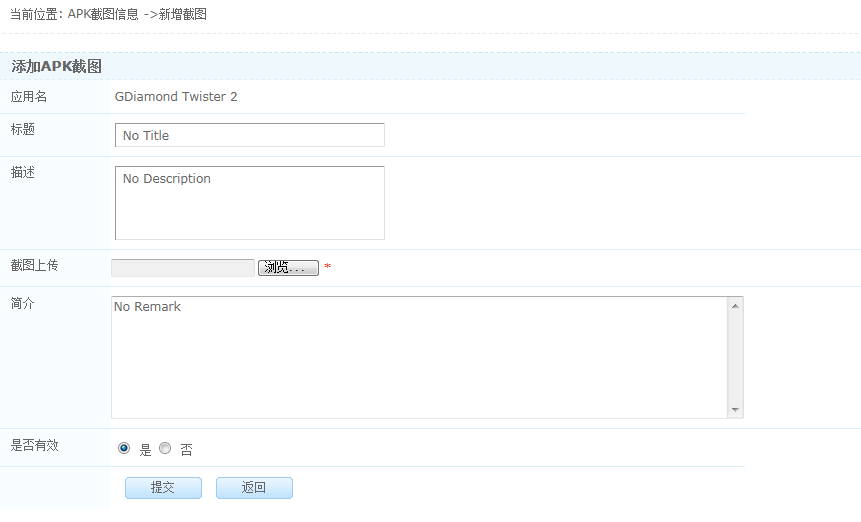 当前位置: APK截图信息 ->新增截图
添加APK截图
应用名 GDiamond Twister 2
标题 No Title
描述 No Description
截图上传 浏览... *
简介 No Remark
是否有效 是 否
提交 返回